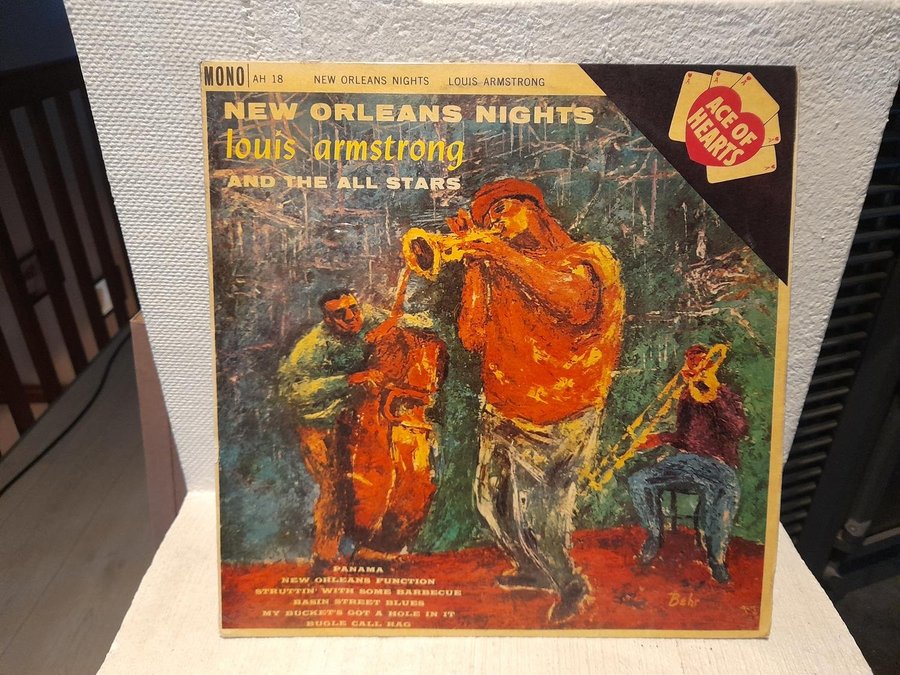 MONO AH 18 NEW ORLEANS NIGHTS LOUIS ARMSTRONG
NEW ORLEANS NIGHTS
louis armstrong
AND THE ALL STARS
A A A
ACE OF
HEARTS
PANAMA
NEW ORLEANS FUNCTION
STRUTTIN' WITH SOME BARBECUE
BASIN STREET BLUES
MY BUCKET'S GOT A HOLE IN IT
BUGLE CALL RAG
Behr